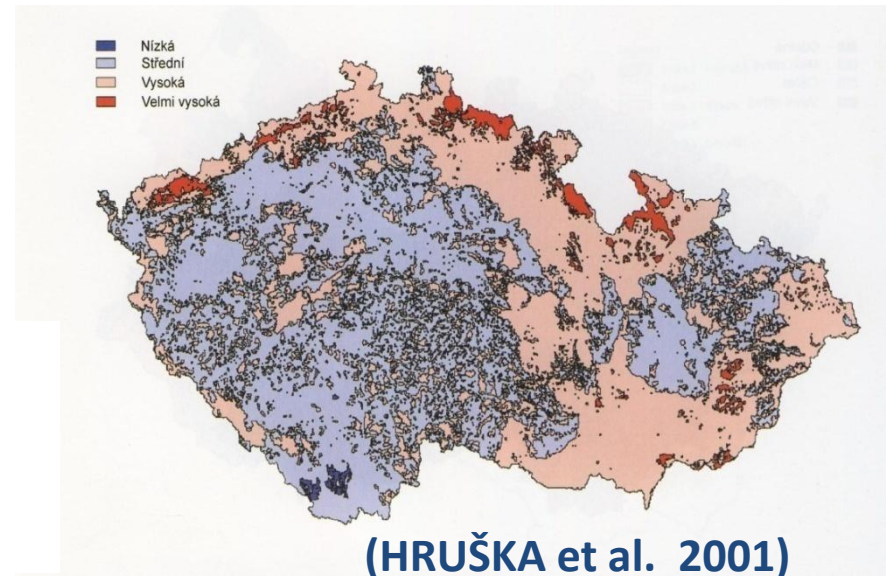 Nízká
Střední
Vysoká
Velmi vysoká
(HRUŠKA et al. 2001)